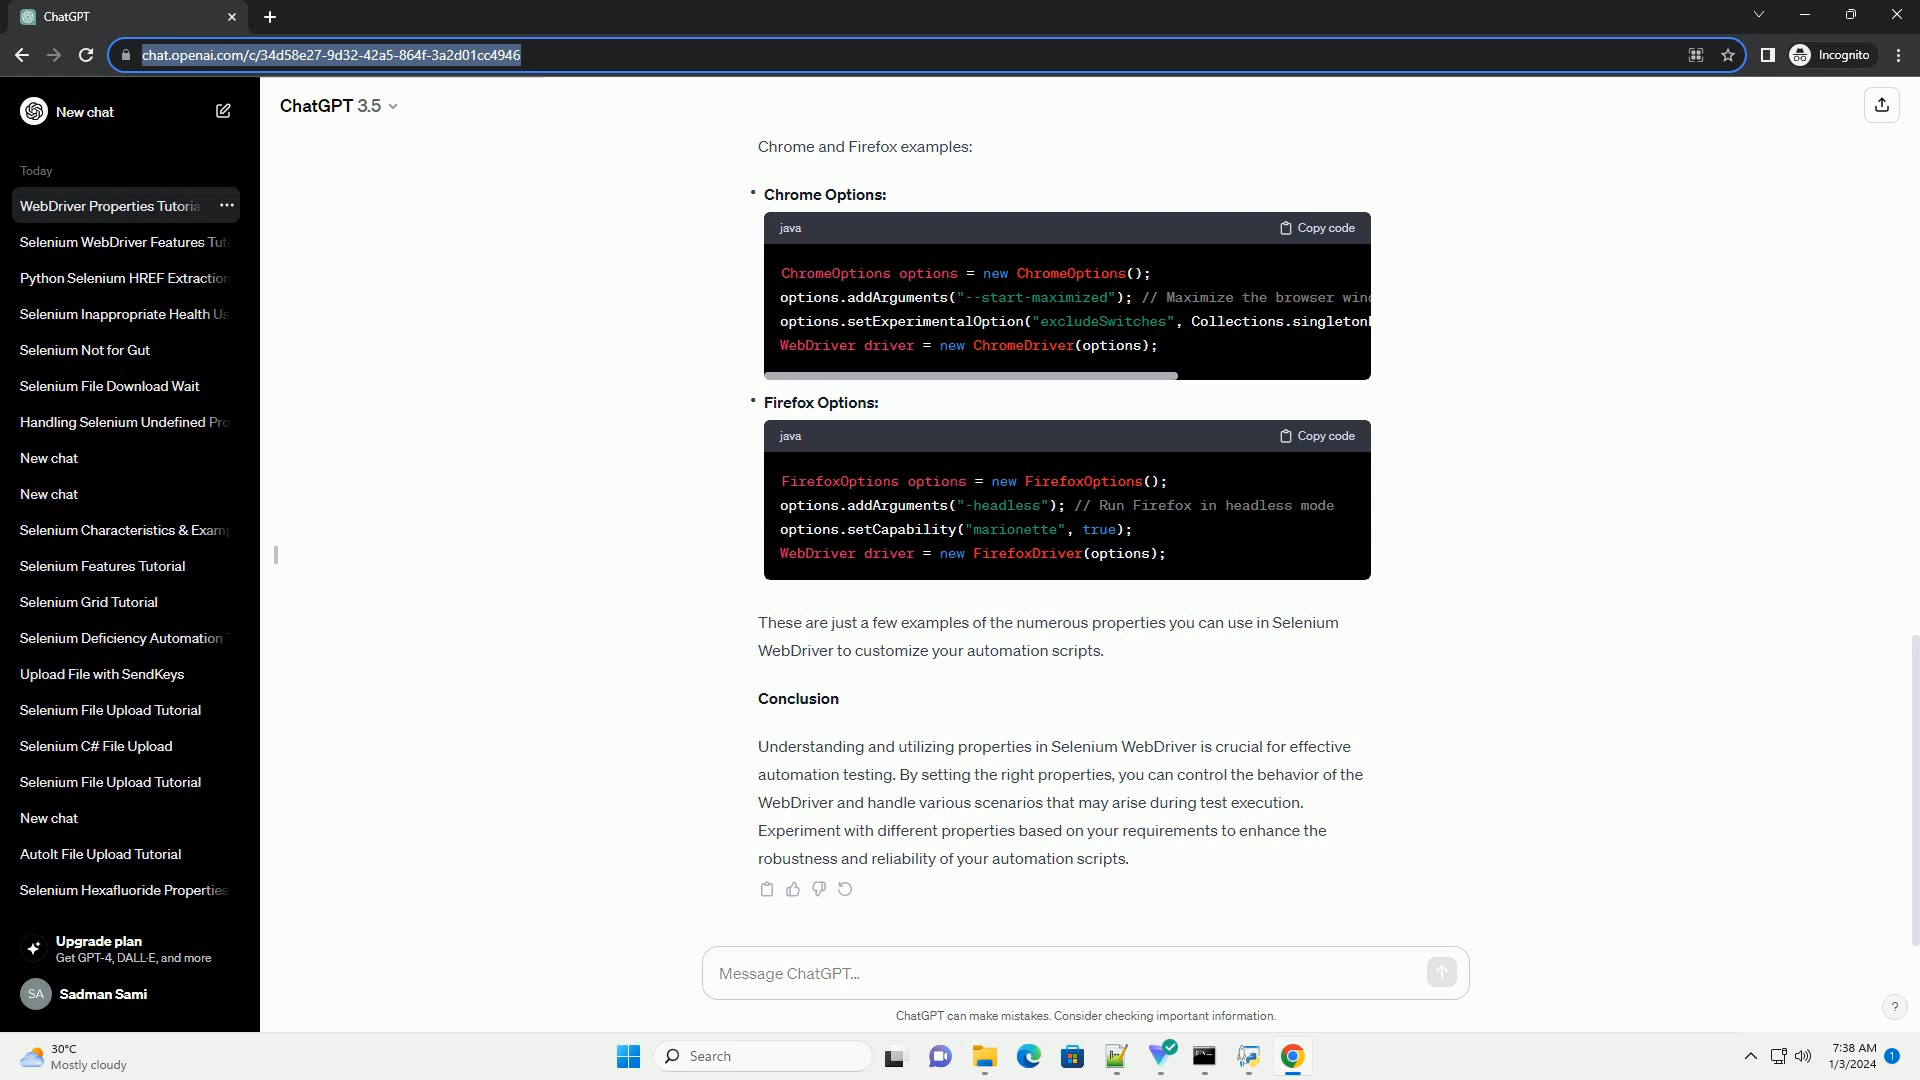 ChatGPT
chat.openai.com/c/34d58e27-9d32-42a5-864f-3a2d01cc4946
Incognito
New chat
ChatGPT 3.5
Today
WebDriver Properties Tutoria
Selenium WebDriver Features Tut
Python Selenium HREF Extraction
Selenium Inappropriate Health Us
Selenium Not for Gut
Selenium File Download Wait
Handling Selenium Undefined Pro
New chat
New chat
Selenium Characteristics & Examp
Selenium Features Tutorial
Selenium Grid Tutorial
Selenium Deficiency Automation T
Upload File with SendKeys
Selenium File Upload Tutorial
Selenium C# File Upload
Selenium File Upload Tutorial
New chat
AutoIt File Upload Tutorial
Selenium Hexafluoride Properties
Upgrade plan
Get GPT-4, DALL·E, and more
SA
Sadman Sami
Chrome and Firefox examples:
• Chrome Options:
java
Copy code
ChromeOptions options = new ChromeOptions();
options.addArguments("--start-maximized"); // Maximize the browser wind
options.setExperimentalOption("excludeSwitches", Collections.singletonL
WebDriver driver = new ChromeDriver(options);
• Firefox Options:
java
Copy code
FirefoxOptions options = new FirefoxOptions();
options.addArguments("-headless"); // Run Firefox in headless mode
options.setCapability("marionette", true);
WebDriver driver = new FirefoxDriver(options);
These are just a few examples of the numerous properties you can use in Selenium
WebDriver to customize your automation scripts.
Conclusion
Understanding and utilizing properties in Selenium WebDriver is crucial for effective
automation testing. By setting the right properties, you can control the behavior of the
WebDriver and handle various scenarios that may arise during test execution.
Experiment with different properties based on your requirements to enhance the
robustness and reliability of your automation scripts.
Message ChatGPT...
ChatGPT can make mistakes. Consider checking important information.
?
30°C
Mostly cloudy
Search
7:38 AM
1/3/2024
1